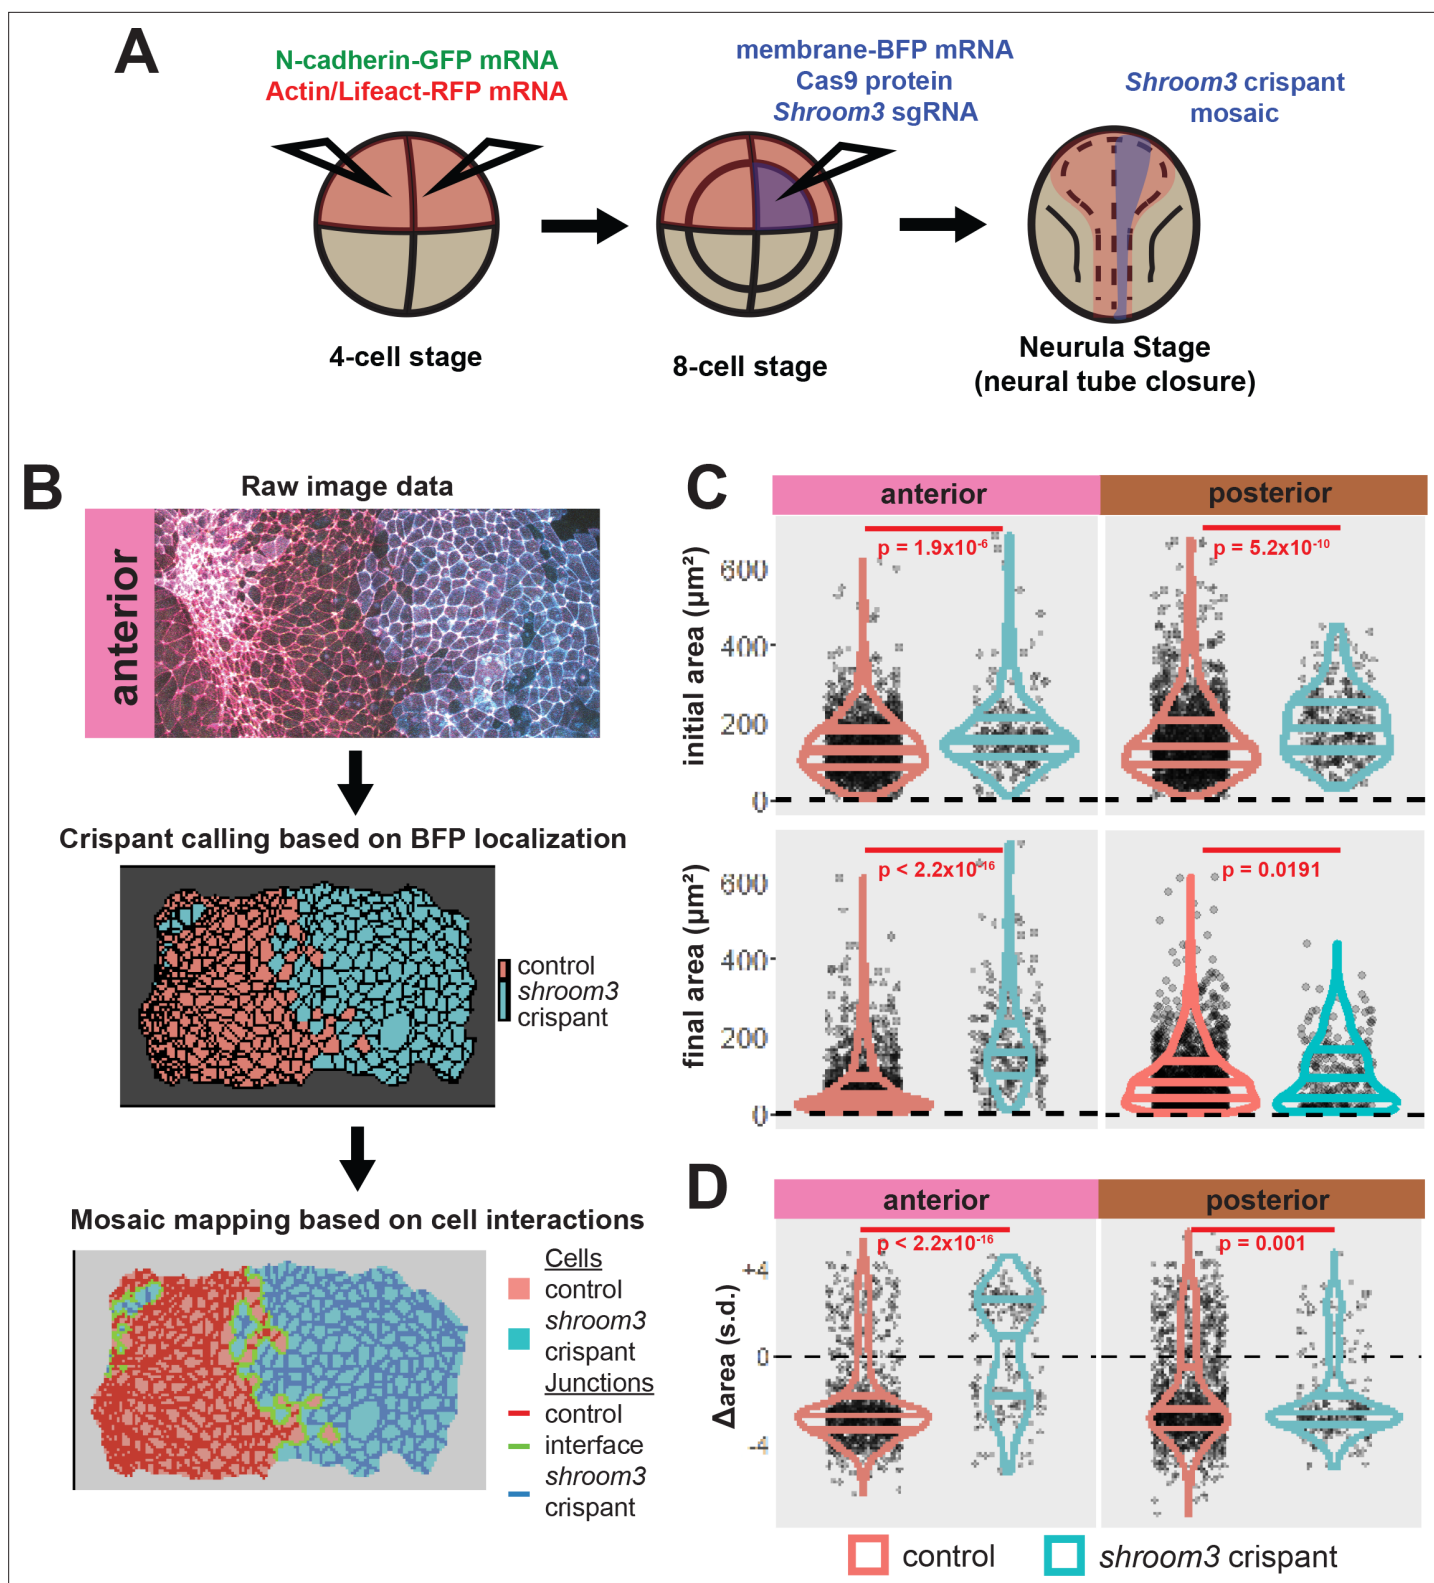 A
N-cadherin-GFP mRNA
Actin/Lifeact-RFP mRNA
membrane-BFP mRNA
Cas9 protein
Shroom3 sgRNA
Shroom3 crispant
mosaic
4-cell stage
8-cell stage
Neurula Stage
(neural tube closure)
B
Raw image data
anterior
Crispant calling based on BFP localization
control
shroom3
crispant
Mosaic mapping based on cell interactions
Cells
control
shroom3
crispant
Junctions
control
interface
shroom3
crispant
C
anterior
posterior
initial area (µm²)
600
400
200
0
p = 1.9x10⁻⁶
p = 5.2x10⁻¹⁰
final area (µm²)
600
400
200
0
p < 2.2x10⁻¹⁶
p = 0.0191
D
anterior
posterior
Δarea (s.d.)
+4
0
-4
p < 2.2x10⁻¹⁶
p = 0.001
control
shroom3 crispant